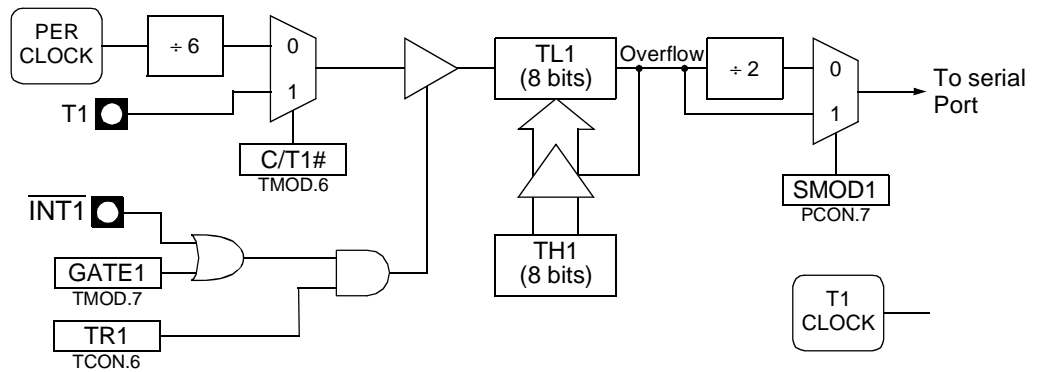 PER
CLOCK
÷ 6
0
1
T1
C/T1#
TMOD.6
INT1
GATE1
TMOD.7
TR1
TCON.6
TL1
(8 bits)
Overflow
÷ 2
0
1
To serial
Port
SMOD1
PCON.7
TH1
(8 bits)
T1
CLOCK